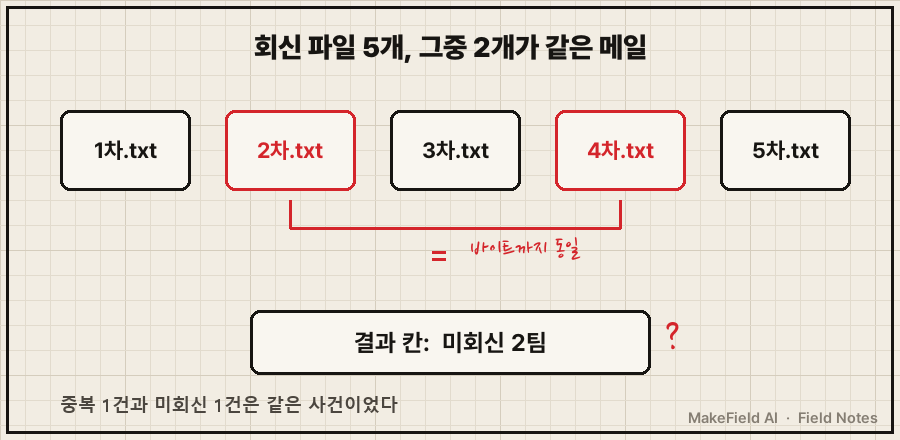 회신 파일 5개, 그중 2개가 같은 메일
1차.txt 2차.txt 3차.txt 4차.txt 5차.txt
= 바이트까지 동일
결과 칸: 미회신 2팀 ?
중복 1건과 미회신 1건은 같은 사건이었다
MakeField AI · Field Notes